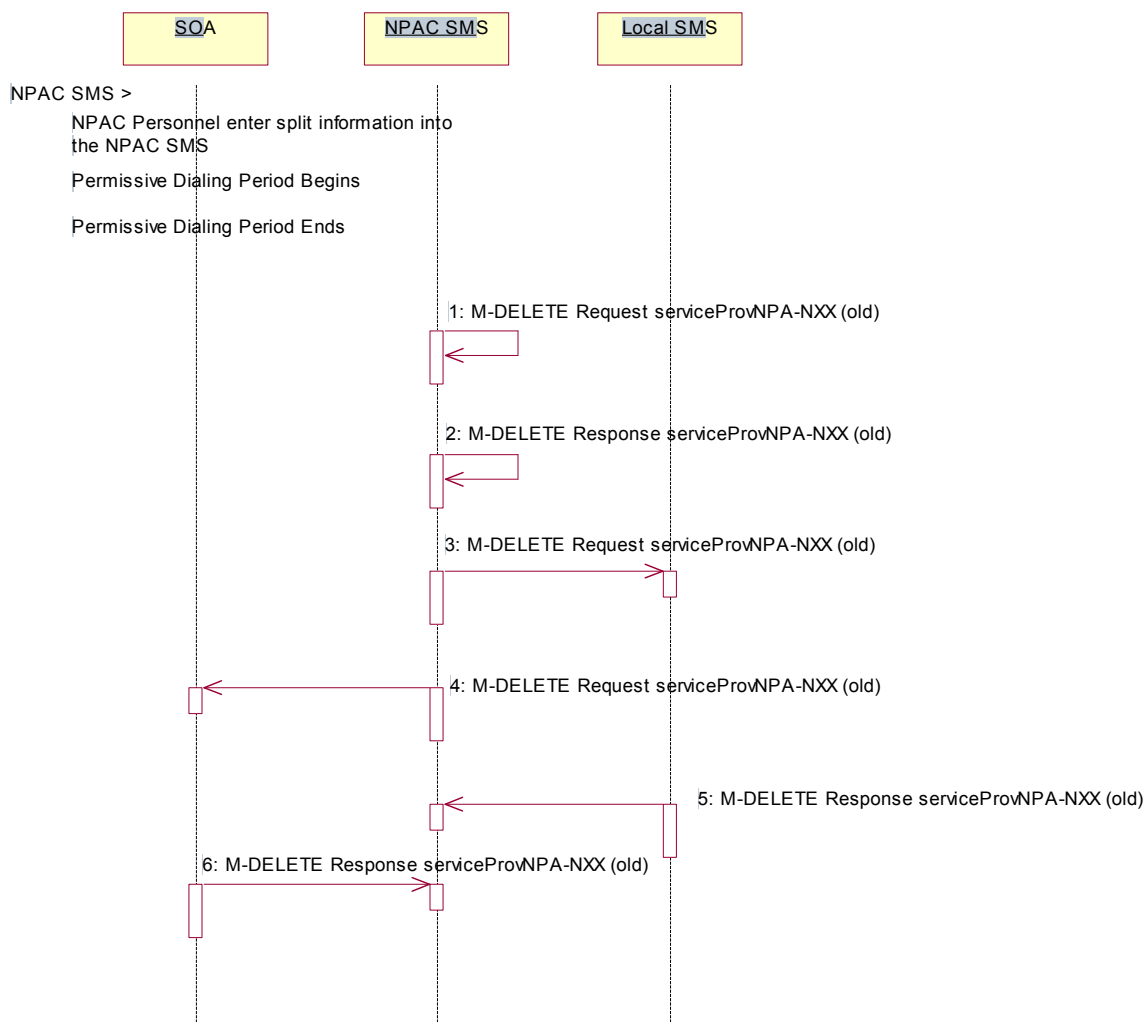 SOA
NPAC SMS
Local SMS
NPAC SMS >
NPAC Personnel enter split information into
the NPAC SMS
Permissive Dialing Period Begins
Permissive Dialing Period Ends
1: M-DELETE Request serviceProvNPA-NXX (old)
2: M-DELETE Response serviceProvNPA-NXX (old)
3: M-DELETE Request serviceProvNPA-NXX (old)
4: M-DELETE Request serviceProvNPA-NXX (old)
5: M-DELETE Response serviceProvNPA-NXX (old)
6: M-DELETE Response serviceProvNPA-NXX (old)